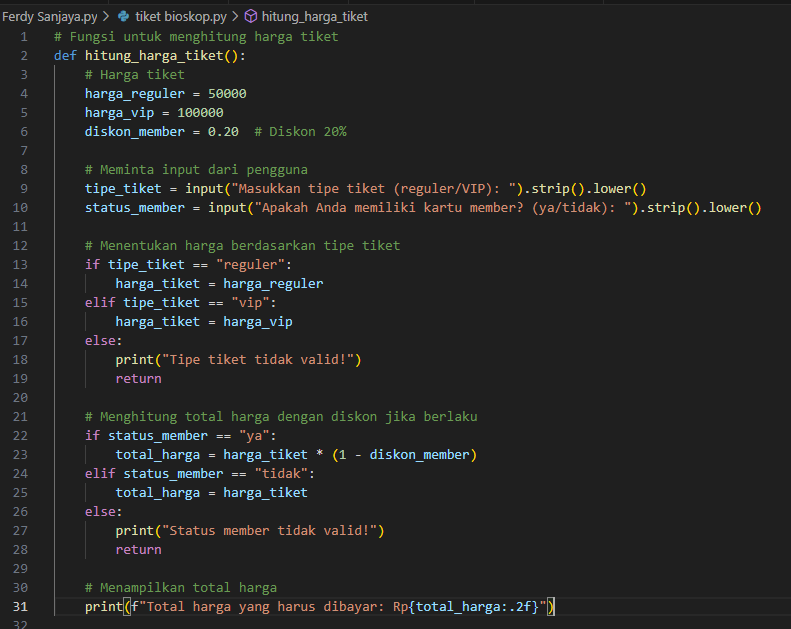 Ferdy Sanjaya.py > tiket bioskop.py > hitung_harga_tiket
1 # Fungsi untuk menghitung harga tiket
2 def hitung_harga_tiket():
3     # Harga tiket
4     harga_reguler = 50000
5     harga_vip = 100000
6     diskon_member = 0.20  # Diskon 20%
7
8     # Meminta input dari pengguna
9     tipe_tiket = input("Masukkan tipe tiket (reguler/VIP): ").strip().lower()
10     status_member = input("Apakah Anda memiliki kartu member? (ya/tidak): ").strip().lower()
11
12     # Menentukan harga berdasarkan tipe tiket
13     if tipe_tiket == "reguler":
14         harga_tiket = harga_reguler
15     elif tipe_tiket == "vip":
16         harga_tiket = harga_vip
17     else:
18         print("Tipe tiket tidak valid!")
19         return
20
21     # Menghitung total harga dengan diskon jika berlaku
22     if status_member == "ya":
23         total_harga = harga_tiket * (1 - diskon_member)
24     elif status_member == "tidak":
25         total_harga = harga_tiket
26     else:
27         print("Status member tidak valid!")
28         return
29
30     # Menampilkan total harga
31     print(f"Total harga yang harus dibayar: Rp{total_harga:.2f}")
32